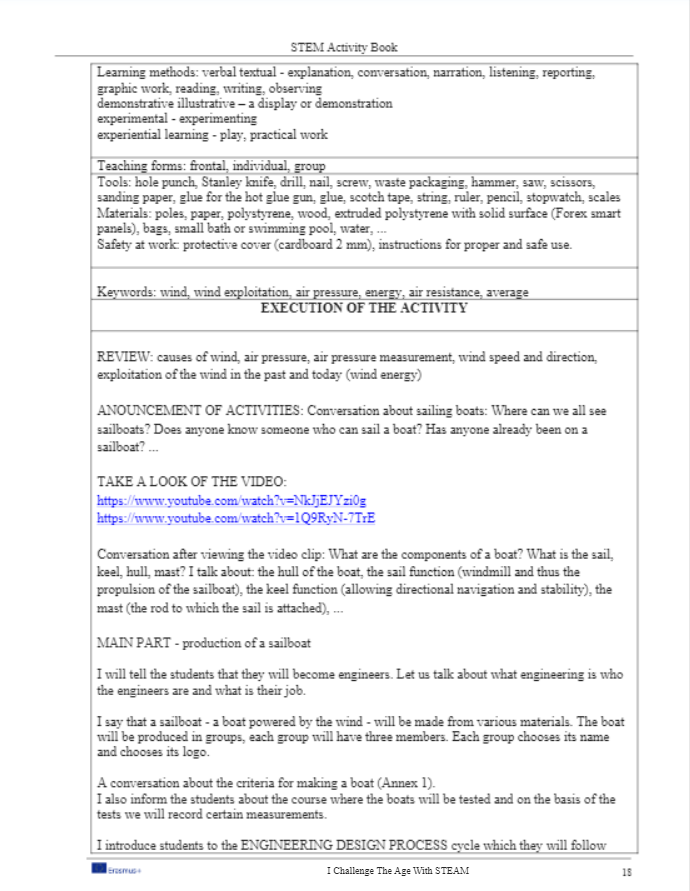 STEM Activity Book
Learning methods: verbal textual - explanation, conversation, narration, listening, reporting,
graphic work, reading, writing, observing
demonstrative illustrative – a display or demonstration
experimental - experimenting
experiential learning - play, practical work
Teaching forms: frontal, individual, group
Tools: hole punch, Stanley knife, drill, nail, screw, waste packaging, hammer, saw, scissors,
sanding paper, glue for the hot glue gun, glue, scotch tape, string, ruler, pencil, stopwatch, scales
Materials: poles, paper, polystyrene, wood, extruded polystyrene with solid surface (Forex smart
panels), bags, small bath or swimming pool, water, ...
Safety at work: protective cover (cardboard 2 mm), instructions for proper and safe use.
Keywords: wind, wind exploitation, air pressure, energy, air resistance, average
EXECUTION OF THE ACTIVITY
REVIEW: causes of wind, air pressure, air pressure measurement, wind speed and direction,
exploitation of the wind in the past and today (wind energy)
ANOUNCEMENT OF ACTIVITIES: Conversation about sailing boats: Where can we all see
sailboats? Does anyone know someone who can sail a boat? Has anyone already been on a
sailboat? ...
TAKE A LOOK OF THE VIDEO:
https://www.youtube.com/watch?v=NkJjEJYzi0g
https://www.youtube.com/watch?v=1Q9RyN-7TrE
Conversation after viewing the video clip: What are the components of a boat? What is the sail,
keel, hull, mast? I talk about: the hull of the boat, the sail function (windmill and thus the
propulsion of the sailboat), the keel function (allowing directional navigation and stability), the
mast (the rod to which the sail is attached), ...
MAIN PART - production of a sailboat
I will tell the students that they will become engineers. Let us talk about what engineering is who
the engineers are and what is their job.
I say that a sailboat - a boat powered by the wind - will be made from various materials. The boat
will be produced in groups, each group will have three members. Each group chooses its name
and chooses its logo.
A conversation about the criteria for making a boat (Annex 1).
I also inform the students about the course where the boats will be tested and on the basis of the
tests we will record certain measurements.
I introduce students to the ENGINEERING DESIGN PROCESS cycle which they will follow
Erasmus+
I Challenge The Age With STEAM
18